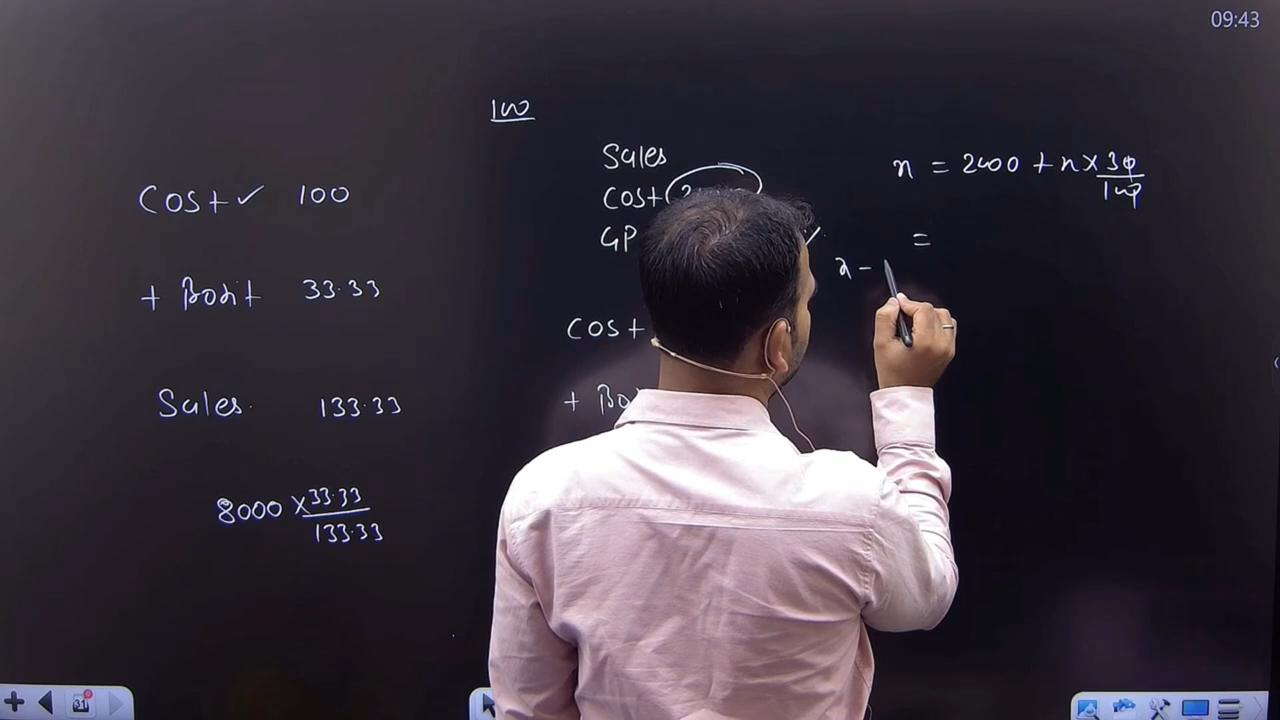 09:43
100
Cost ✓ 100
+ Profit 33.33
Sales 133.33
8000 × 33.33 / 133.33
Sales
Cost
GP
Cost
+
x = 2400 + x × 30 / 100
=
x -
31